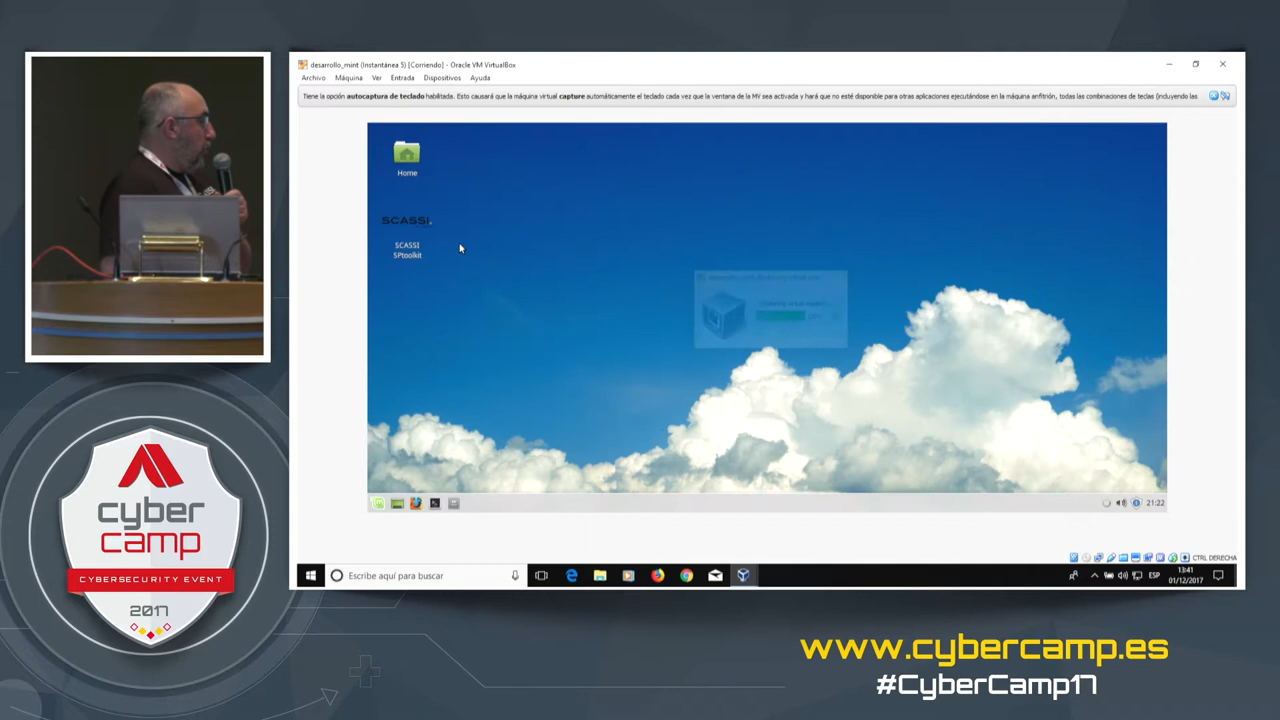 desarrollo_mint (Instantánea 5) [Corriendo] - Oracle VM VirtualBox
Archivo Máquina Ver Entrada Dispositivos Ayuda
Tiene la opción autocaptura de teclado habilitada. Esto causará que la máquina virtual capture automáticamente el teclado cada vez que la ventana de la MV sea activada y hará que no esté disponible para otras aplicaciones ejecutándose en la máquina anfitrión, todas las combinaciones de teclas (incluyendo las
Home
SCASSI
SCASSI
SPtoolkit
21:22
CTRL DERECHA
Escribe aquí para buscar
ESP
13:41
01/12/2017
cyber
camp
CYBERSECURITY EVENT
2017
www.cybercamp.es
#CyberCamp17